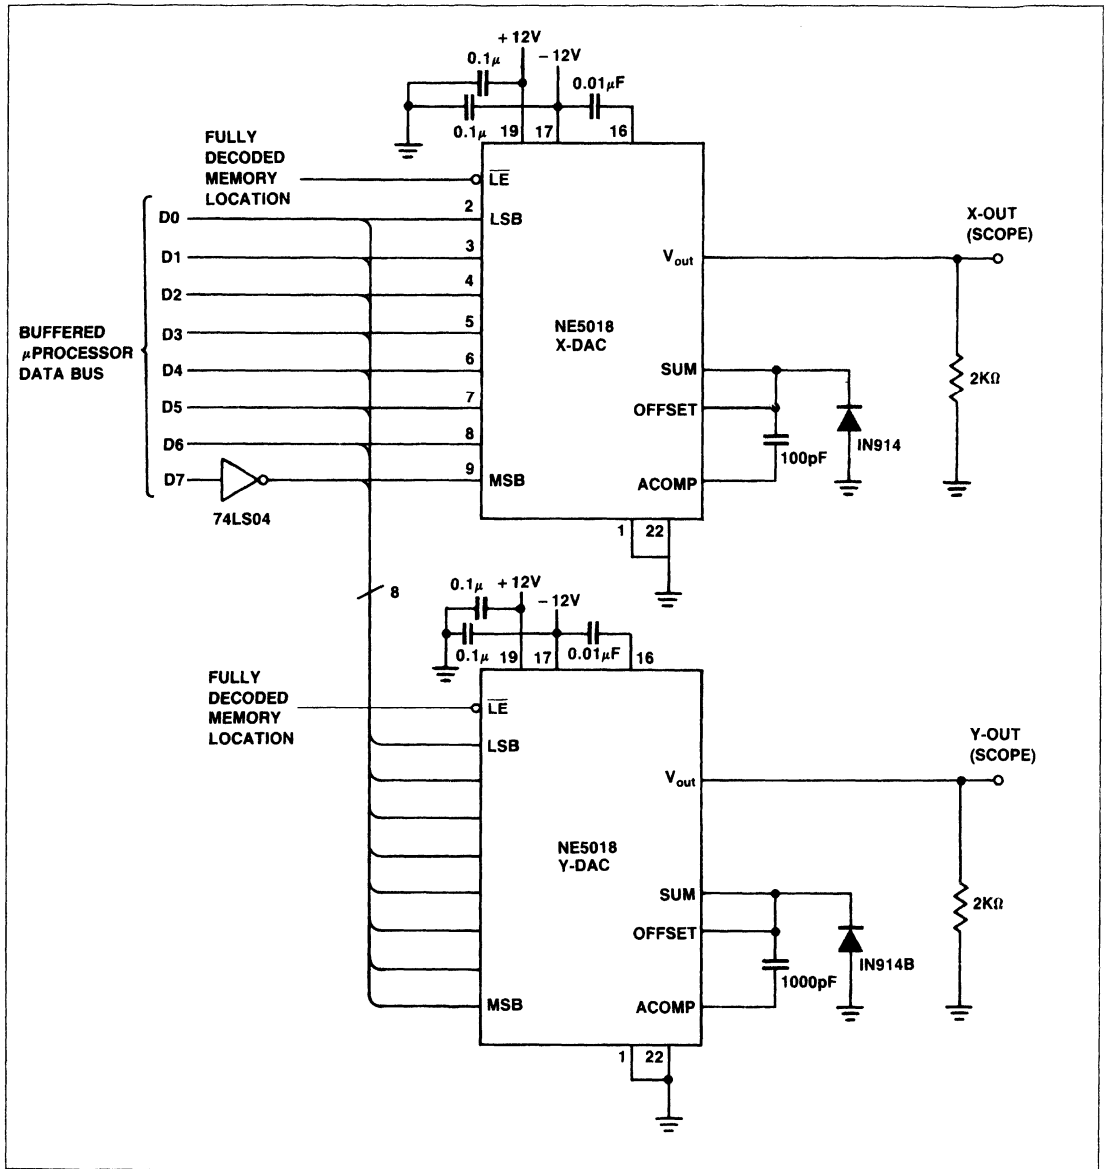 +12V
0.1µ
-12V
0.01µF
0.1µ
19
17
16
FULLY
DECODED
MEMORY
LOCATION
LE
D0
2
LSB
X-OUT
(SCOPE)
D1
3
Vout
D2
4
D3
5
NE5018
X-DAC
BUFFERED
µPROCESSOR
DATA BUS
D4
6
SUM
2KΩ
D5
7
OFFSET
D6
8
IN914
100pF
D7
9
MSB
ACOMP
74LS04
1
22
8
0.1µ
+12V
-12V
0.1µ
19
17
0.01µF
16
FULLY
DECODED
MEMORY
LOCATION
LE
LSB
Y-OUT
(SCOPE)
Vout
NE5018
Y-DAC
SUM
2KΩ
OFFSET
IN914B
1000pF
MSB
ACOMP
1
22